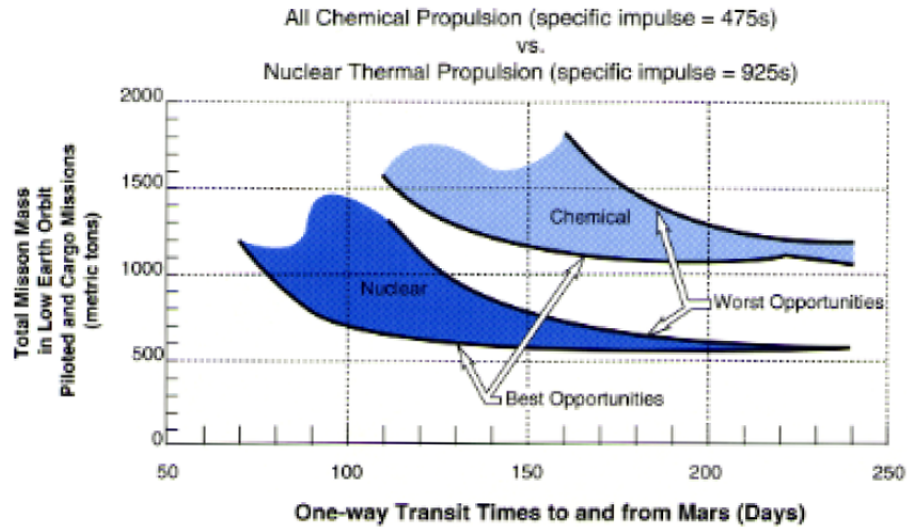 All Chemical Propulsion (specific impulse = 475s)
vs.
Nuclear Thermal Propulsion (specific impulse = 925s)
Total Misson Mass
in Low Earth Orbit
Piloted and Cargo Missions
(metric tons)
2000
1500
1000
500
0
Chemical
Nuclear
Worst Opportunities
Best Opportunities
50 100 150 200 250
One-way Transit Times to and from Mars (Days)